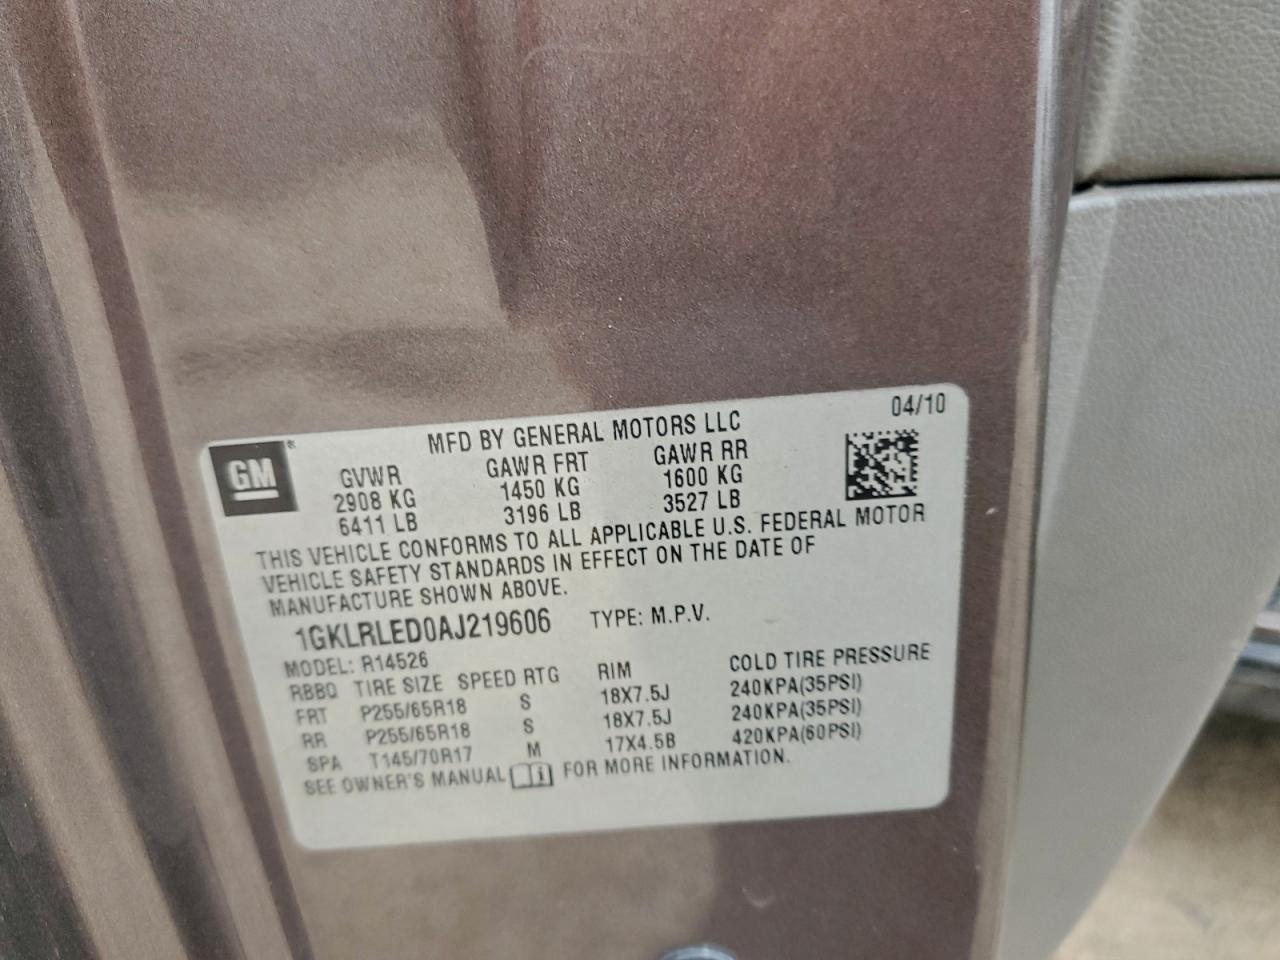 04/10
GM ®
MFD BY GENERAL MOTORS LLC
GVWR GAWR FRT GAWR RR
2908 KG 1450 KG 1600 KG
6411 LB 3196 LB 3527 LB
THIS VEHICLE CONFORMS TO ALL APPLICABLE U.S. FEDERAL MOTOR
VEHICLE SAFETY STANDARDS IN EFFECT ON THE DATE OF
MANUFACTURE SHOWN ABOVE.
1GKLRLED0AJ219606 TYPE: M.P.V.
MODEL: R14526
RBBQ TIRE SIZE SPEED RTG RIM COLD TIRE PRESSURE
FRT P255/65R18 S 18X7.5J 240KPA(35PSI)
RR P255/65R18 S 18X7.5J 240KPA(35PSI)
SPA T145/70R17 M 17X4.5B 420KPA(60PSI)
SEE OWNER'S MANUAL FOR MORE INFORMATION.